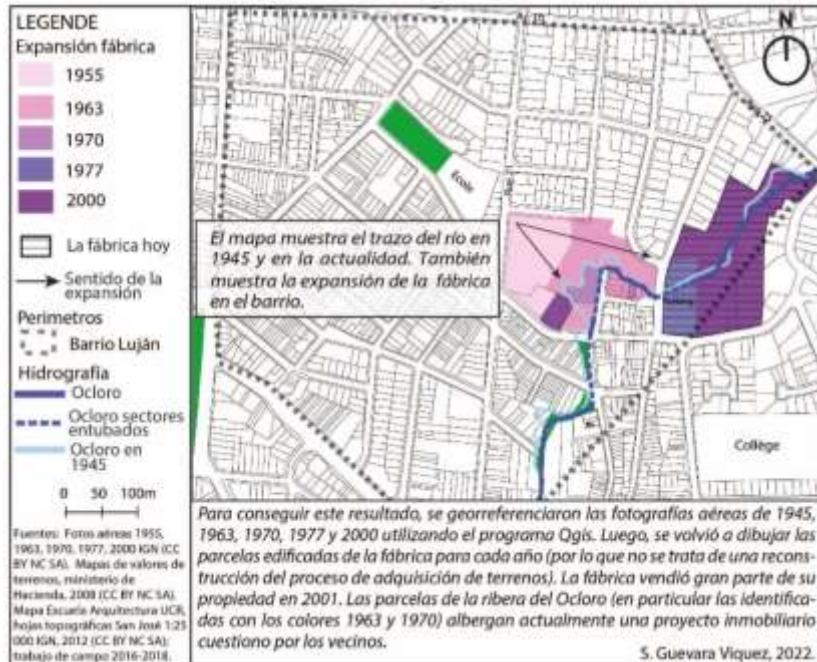 LEGENDE
Expansión fábrica
1955
1963
1970
1977
2000
La fábrica hoy
Sentido de la
expansión
Perimetros
Barrio Luján
Hidrografía
Ocloro
Ocloro sectores
entubados
Ocloro en
1945
0 50 100m
Fuentes: Fotos aéreas 1955,
1963, 1970, 1977, 2000 IGN (CC
BY NC SA). Mapas de valores de
terrenos, ministerio de
Hacienda, 2008 (CC BY NC SA).
Mapa Escuela Arquitectura UCR,
hojas topográficas San José 1:25
000 IGN, 2012 (CC BY NC SA);
trabajo de campo 2016-2018.
N
École
El mapa muestra el trazo del río en
1945 y en la actualidad. También
muestra la expansión de la fábrica
en el barrio.
Collège
Para conseguir este resultado, se georreferenciaron las fotografías aéreas de 1945,
1963, 1970, 1977 y 2000 utilizando el programa Qgis. Luego, se volvió a dibujar las
parcelas edificadas de la fábrica para cada año (por lo que no se trata de una recons-
trucción del proceso de adquisición de terrenos). La fábrica vendió gran parte de su
propiedad en 2001. Las parcelas de la ribera del Ocloro (en particular las identifica-
das con los colores 1963 y 1970) albergan actualmente una proyecto inmobiliario
cuestiono por los vecinos.
S. Guevara Viquez, 2022.